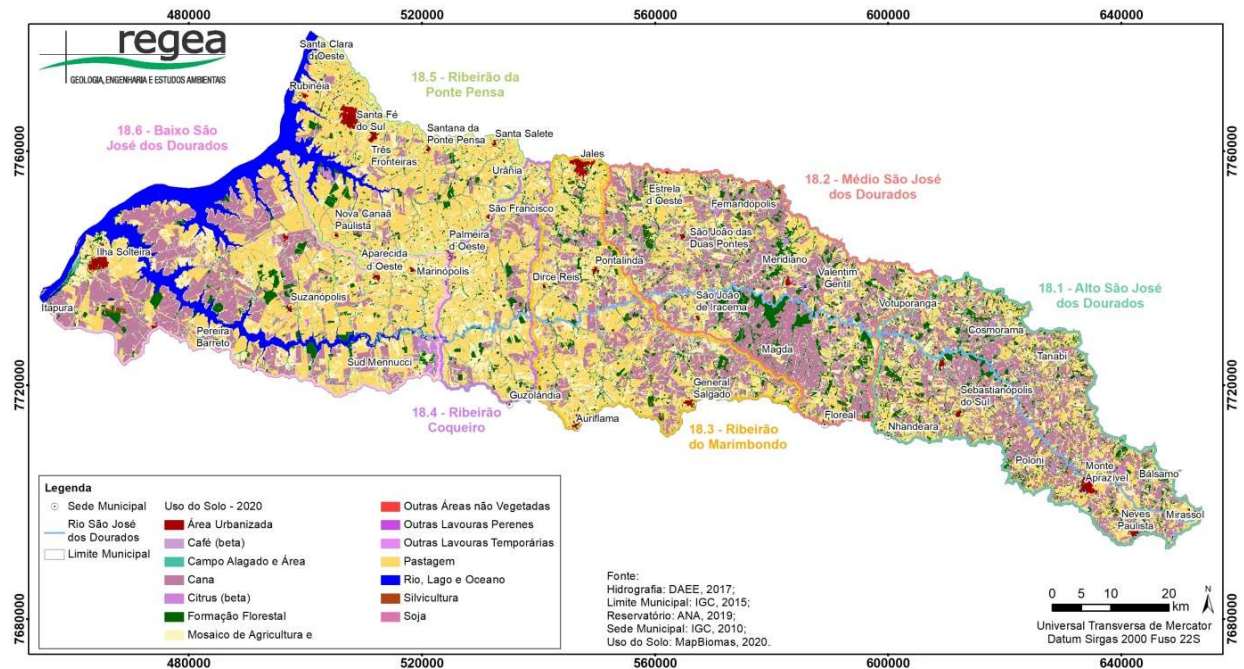 480000
520000
560000
600000
640000
regea
GEOLOGIA, ENGENHARIA E ESTUDOS AMBIENTAIS
Santa Clara
d´Oeste
Rubinéia
18.5 - Ribeirão da
Ponte Pensa
Santa Fé
do Sul
18.6 - Baixo São
José dos Dourados
Santana da
Ponte Pensa
Santa Salete
Três
Fronteiras
Jales
7760000
7760000
Urânia
18.2 - Médio São José
dos Dourados
Estrela
d´Oeste
Fernandópolis
Nova Canaã
Paulista
São Francisco
Palmeira
d´Oeste
São João das
Duas Pontes
Ilha Solteira
Aparecida
d´Oeste
Marinópolis
Pontalinda
Meridiano
Dirce Reis
Valentim
Gentil
18.1 - Alto São José
dos Dourados
Itapura
Suzanópolis
São João
de Iracema
Votuporanga
Cosmorama
Pereira
Barreto
Sud Mennucci
Magda
Tanabi
7720000
7720000
General
Salgado
Sebastianópolis
do Sul
Guzolândia
18.4 - Ribeirão
Coqueiro
Auriflama
18.3 - Ribeirão
do Marimbondo
Floreal
Nhandeara
Poloni
Monte
Aprazível
Bálsamo
Neves
Paulista
Mirassol
Legenda
Sede Municipal
Rio São José
dos Dourados
Limite Municipal
Uso do Solo - 2020
Área Urbanizada
Café (beta)
Campo Alagado e Área
Cana
Citrus (beta)
Formação Florestal
Mosaico de Agricultura e
Outras Áreas não Vegetadas
Outras Lavouras Perenes
Outras Lavouras Temporárias
Pastagem
Rio, Lago e Oceano
Silvicultura
Soja
Fonte:
Hidrografia: DAEE, 2017;
Limite Municipal: IGC, 2015;
Reservatório: ANA, 2019;
Sede Municipal: IGC, 2010;
Uso do Solo: MapBiomas, 2020.
0 5 10 20
km
N
Universal Transversa de Mercator
Datum Sirgas 2000 Fuso 22S
7680000
7680000
480000
520000
560000
600000
640000